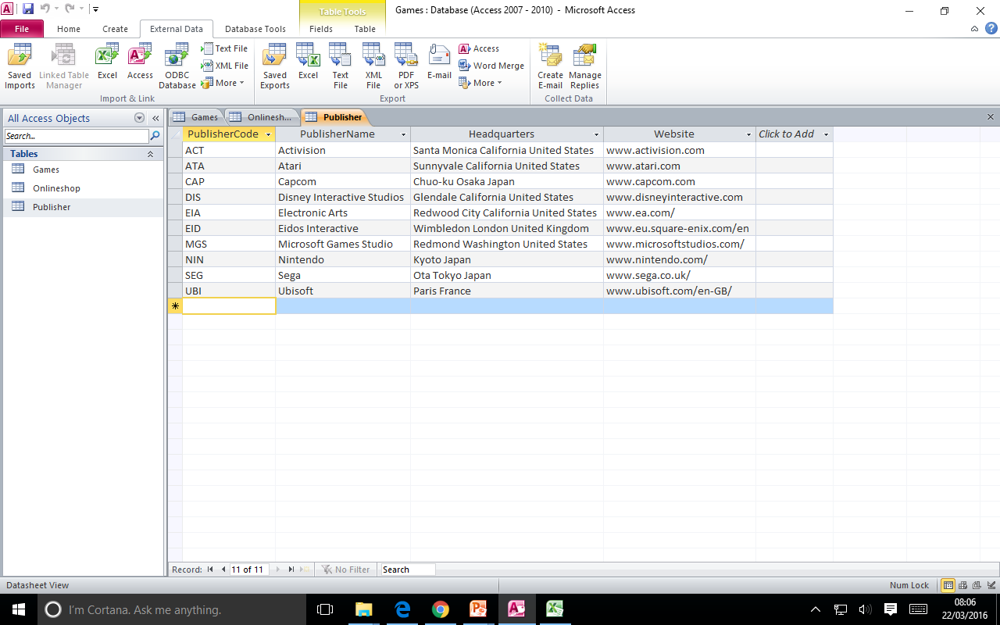 Table Tools
Games : Database (Access 2007 - 2010) - Microsoft Access
File Home Create External Data Database Tools Fields Table
Saved Imports
Linked Table Manager
Excel
Access
ODBC Database
Text File
XML File
More
Import & Link
Saved Exports
Excel
Text File
XML File
PDF or XPS
E-mail
Access
Word Merge
More
Export
Create E-mail
Manage Replies
Collect Data
All Access Objects
Search...
Tables
Games
Onlineshop
Publisher
Games Onlinesh... Publisher
PublisherCode PublisherName Headquarters Website Click to Add
ACT Activision Santa Monica California United States www.activision.com
ATA Atari Sunnyvale California United States www.atari.com
CAP Capcom Chuo-ku Osaka Japan www.capcom.com
DIS Disney Interactive Studios Glendale California United States www.disneyinteractive.com
EIA Electronic Arts Redwood City California United States www.ea.com/
EID Eidos Interactive Wimbledon London United Kingdom www.eu.square-enix.com/en
MGS Microsoft Games Studio Redmond Washington United States www.microsoftstudios.com/
NIN Nintendo Kyoto Japan www.nintendo.com/
SEG Sega Ota Tokyo Japan www.sega.co.uk/
UBI Ubisoft Paris France www.ubisoft.com/en-GB/
Record: 11 of 11 No Filter Search
Datasheet View Num Lock
I'm Cortana. Ask me anything.
08:06
22/03/2016